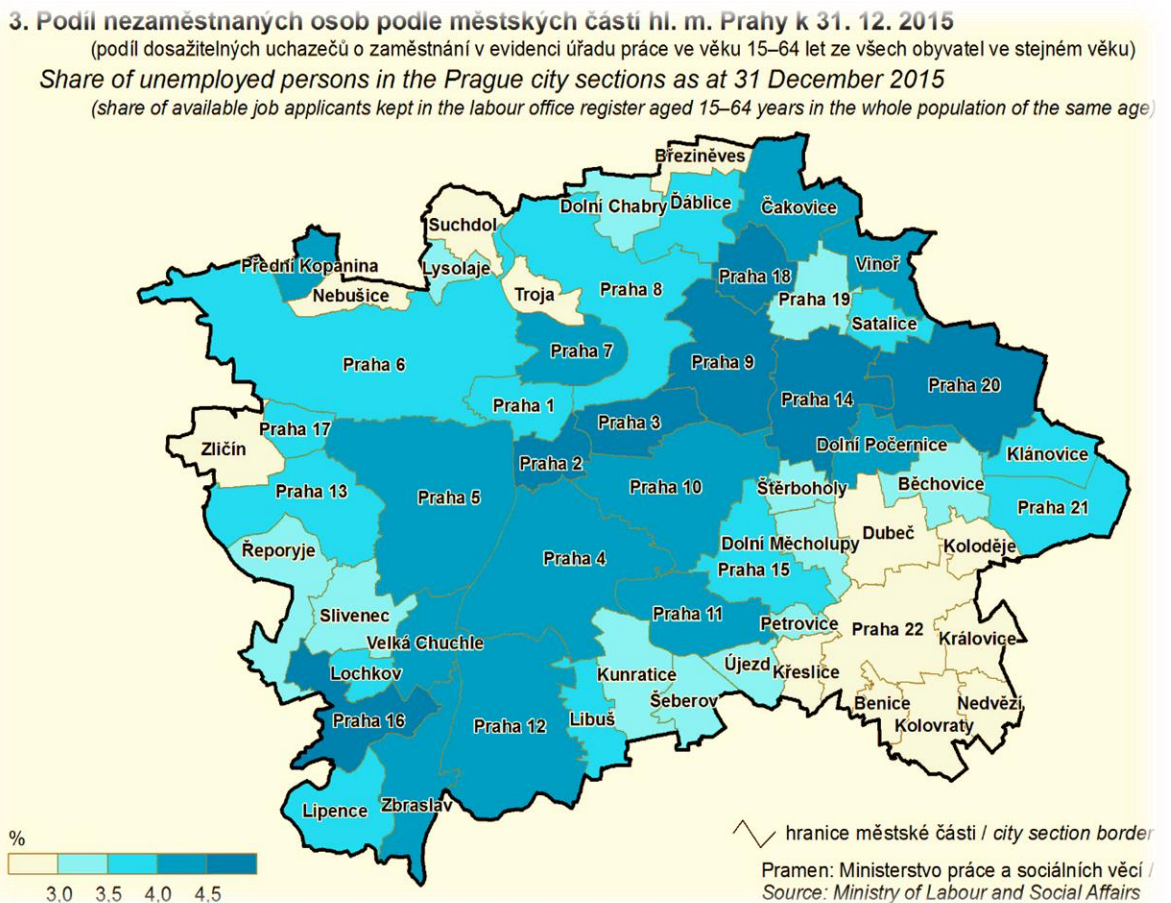 3. Podíl nezaměstnaných osob podle městských částí hl. m. Prahy k 31. 12. 2015
(podíl dosažitelných uchazečů o zaměstnání v evidenci úřadu práce ve věku 15–64 let ze všech obyvatel ve stejném věku)
Share of unemployed persons in the Prague city sections as at 31 December 2015
(share of available job applicants kept in the labour office register aged 15–64 years in the whole population of the same age)
Březiněves
Dolní Chabry
Ďáblice
Čakovice
Suchdol
Přední Kopanina
Lysolaje
Vinoř
Nebušice
Troja
Praha 8
Praha 18
Praha 19
Satalice
Praha 6
Praha 7
Praha 9
Praha 20
Praha 1
Praha 14
Praha 3
Praha 17
Zličín
Dolní Počernice
Klánovice
Praha 2
Praha 13
Praha 5
Praha 10
Štěrboholy
Běchovice
Praha 21
Dubeč
Řeporyje
Dolní Měcholupy
Koloděje
Praha 4
Praha 15
Slivenec
Praha 11
Petrovice
Praha 22
Královice
Velká Chuchle
Lochkov
Kunratice
Újezd
Křeslice
Šeberov
Benice
Nedvězí
Praha 16
Praha 12
Libuš
Kolovraty
Lipence
Zbraslav
%
3,0 3,5 4,0 4,5
hranice městské části / city section border
Pramen: Ministerstvo práce a sociálních věcí /
Source: Ministry of Labour and Social Affairs